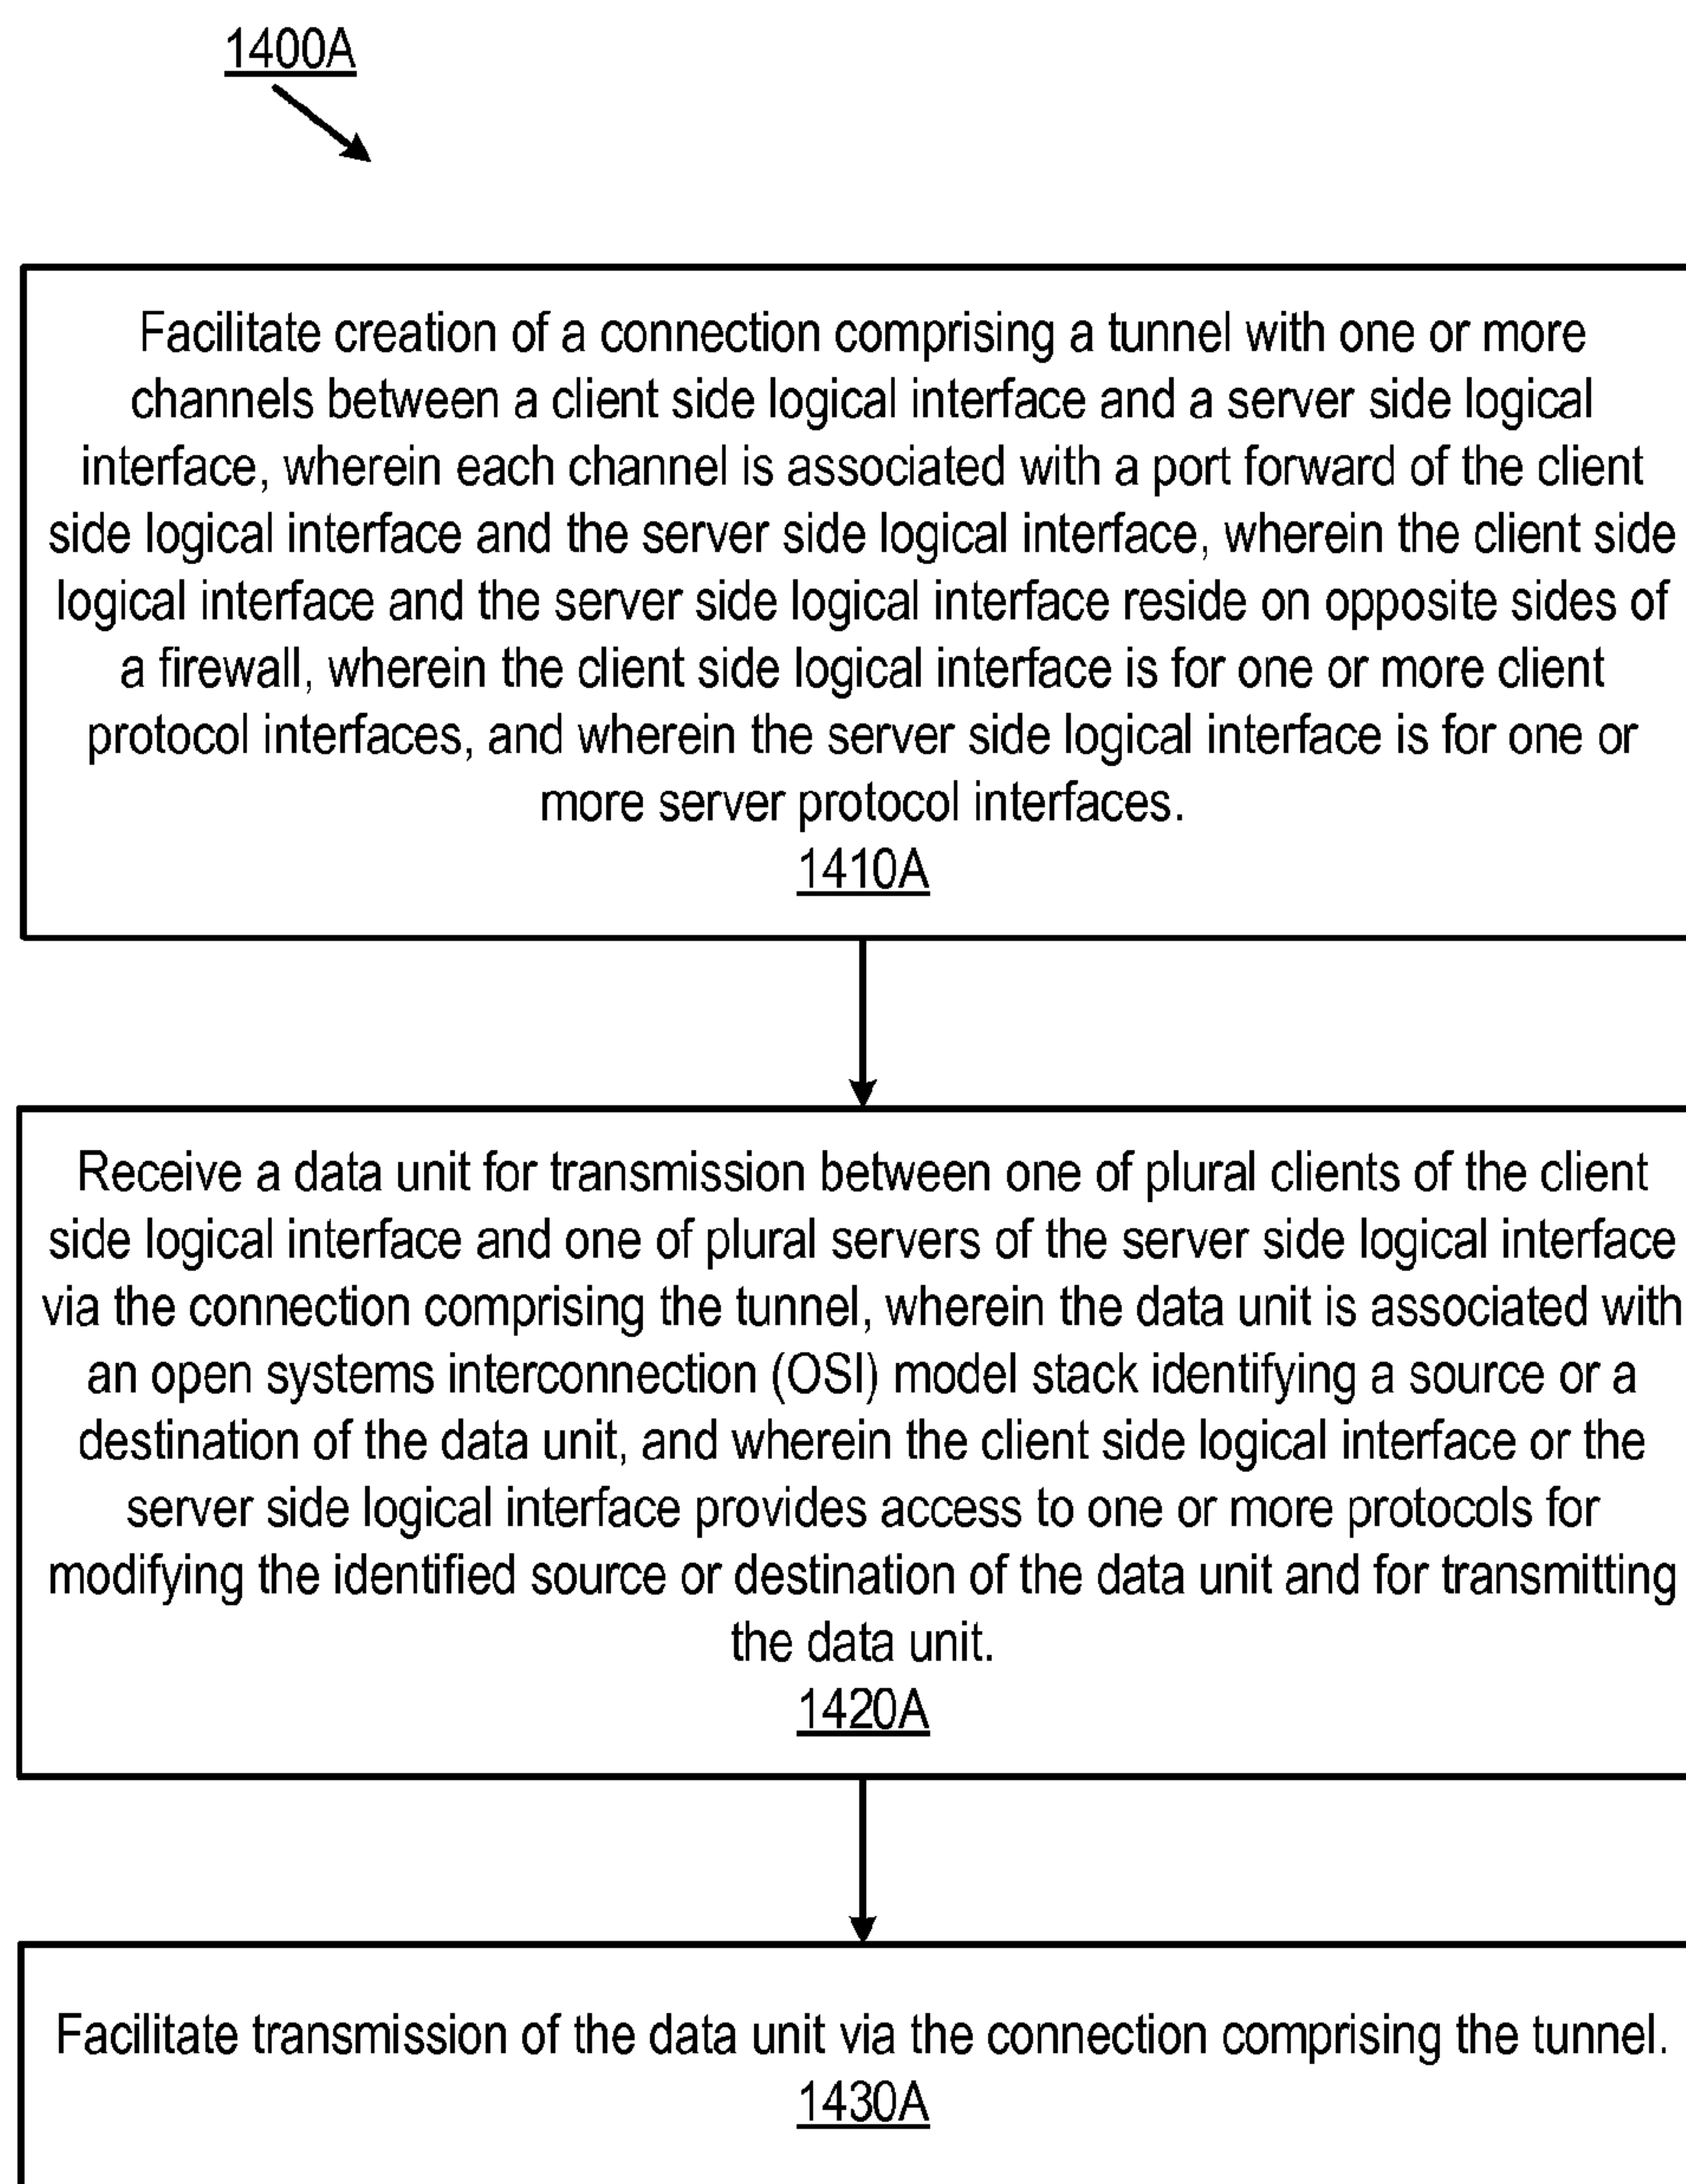 1400A
Facilitate creation of a connection comprising a tunnel with one or more
channels between a client side logical interface and a server side logical
interface, wherein each channel is associated with a port forward of the client
side logical interface and the server side logical interface, wherein the client side
logical interface and the server side logical interface reside on opposite sides of
a firewall, wherein the client side logical interface is for one or more client
protocol interfaces, and wherein the server side logical interface is for one or
more server protocol interfaces.
1410A
Receive a data unit for transmission between one of plural clients of the client
side logical interface and one of plural servers of the server side logical interface
via the connection comprising the tunnel, wherein the data unit is associated with
an open systems interconnection (OSI) model stack identifying a source or a
destination of the data unit, and wherein the client side logical interface or the
server side logical interface provides access to one or more protocols for
modifying the identified source or destination of the data unit and for transmitting
the data unit.
1420A
Facilitate transmission of the data unit via the connection comprising the tunnel.
1430A